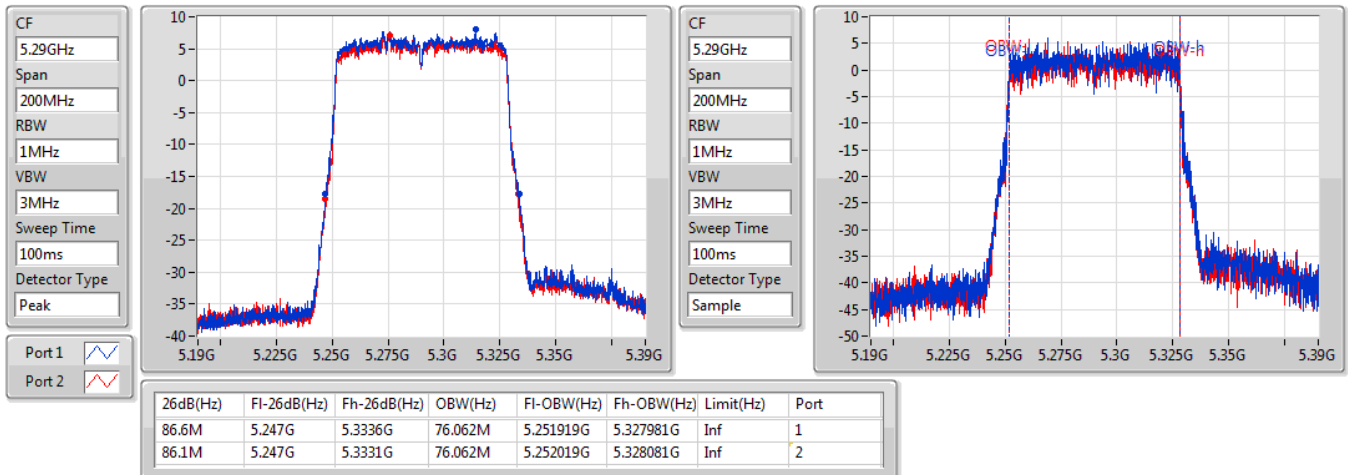 CF
5.29GHz
Span
200MHz
RBW
1MHz
VBW
3MHz
Sweep Time
100ms
Detector Type
Peak
Port 1
Port 2
10
5
0
-5
-10
-15
-20
-25
-30
-35
-40
5.19G 5.225G 5.25G 5.275G 5.3G 5.325G 5.35G 5.39G
CF
5.29GHz
Span
200MHz
RBW
1MHz
VBW
3MHz
Sweep Time
100ms
Detector Type
Sample
10
5
0
-5
-10
-15
-20
-25
-30
-35
-40
-45
-50
OBW-h
5.19G 5.225G 5.25G 5.275G 5.3G 5.325G 5.35G 5.39G
26dB(Hz) Fl-26dB(Hz) Fh-26dB(Hz) OBW(Hz) Fl-OBW(Hz) Fh-OBW(Hz) Limit(Hz) Port
86.6M 5.247G 5.3336G 76.062M 5.251919G 5.327981G Inf 1
86.1M 5.247G 5.3331G 76.062M 5.252019G 5.328081G Inf 2